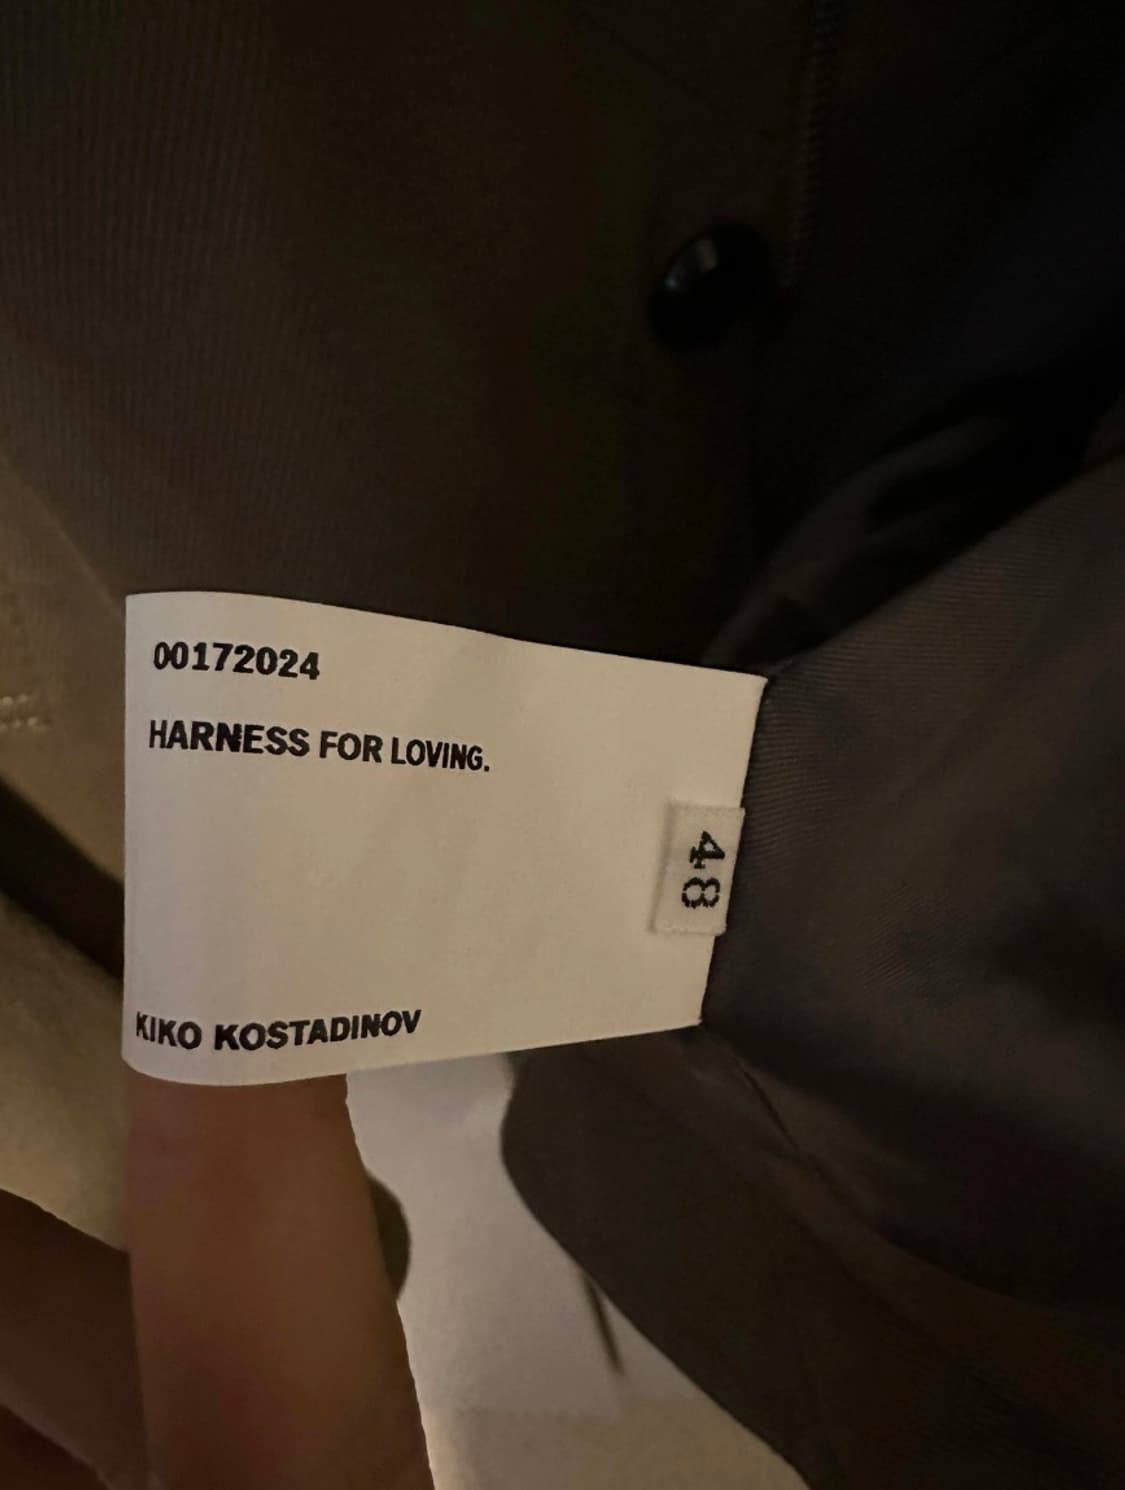 00172024
HARNESS FOR LOVING.
48
KIKO KOSTADINOV